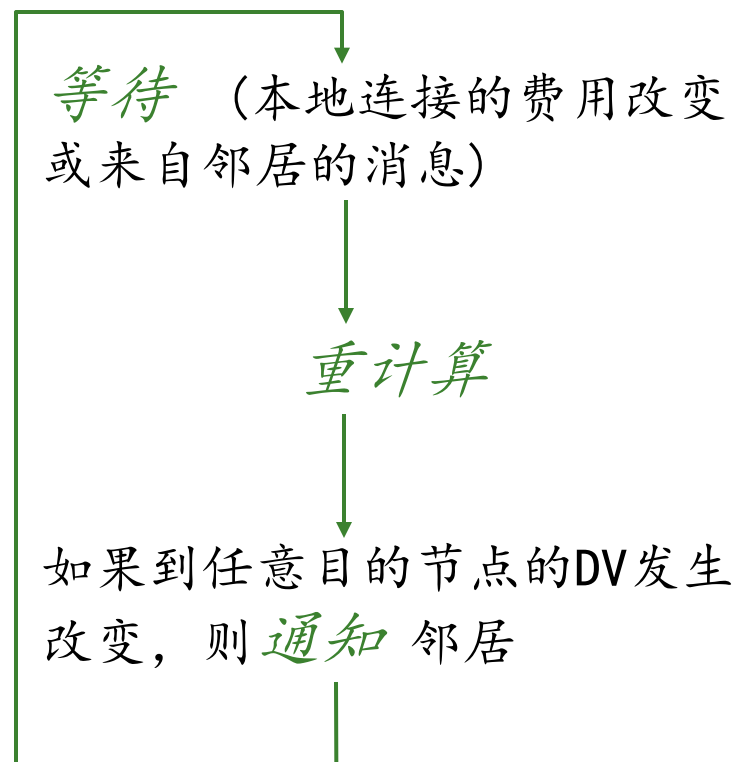 等待 （本地连接的费用改变
或来自邻居的消息）
重计算
如果到任意目的节点的DV发生
改变，则通知 邻居